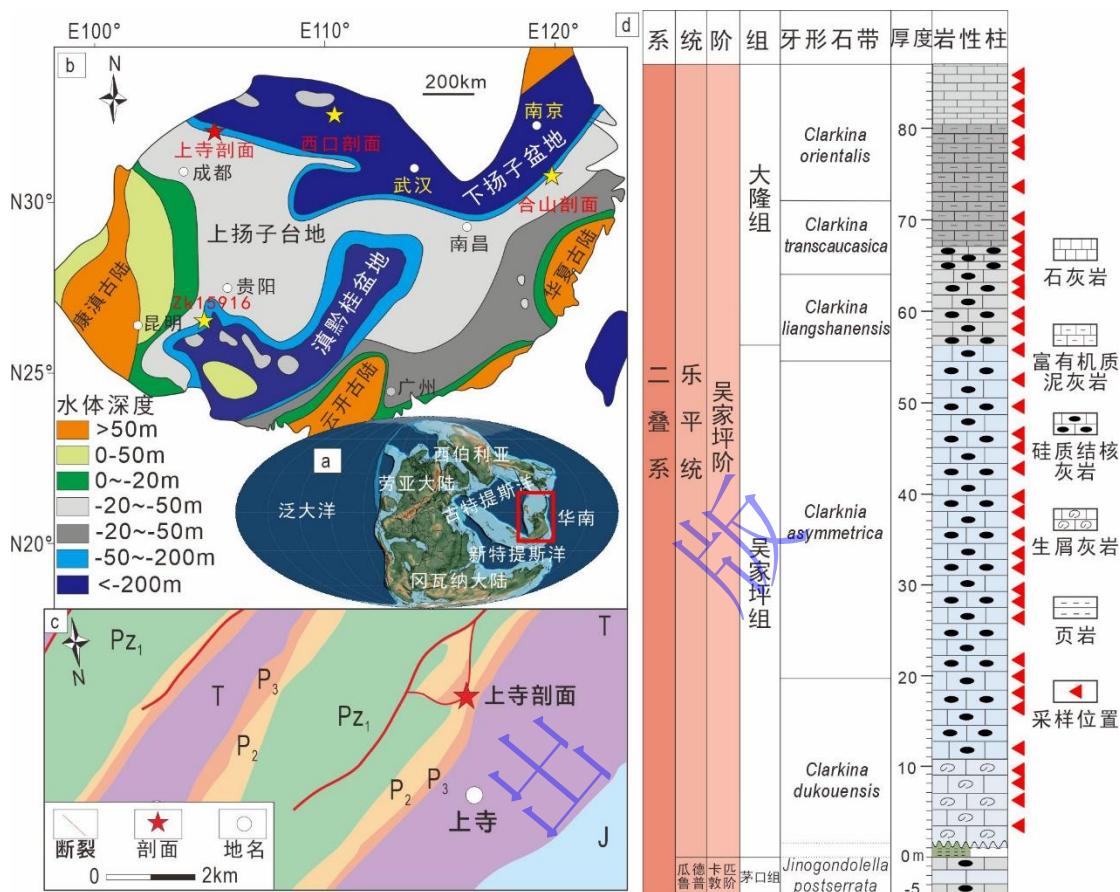 E100°
E110°
E120°
b
N
200km
南京
西口剖面
上寺剖面
成都
武汉
下扬子盆地
N30°
合山剖面
上扬子台地
南昌
华夏古陆
康滇古陆
贵阳
Zk15916
昆明
滇黔桂盆地
N25°
广州
云开古陆
水体深度
>50m
0-50m
0~-20m
-20~-50m
-20~-50m
-50~-200m
<-200m
N20°
a
西伯利亚
劳亚大陆
古特提斯洋
泛大洋
华南
新特提斯洋
冈瓦纳大陆
c
N
Pz1
T
P3
P2
Pz1
T
上寺剖面
P2
P3
上寺
J
断裂
剖面
地名
0
2km
出
版
d
系
统
阶
组
牙形石带
厚度
岩性柱
二叠系
乐平统
吴家坪阶
大隆组
吴家坪组
Clarkina
orientalis
Clarkina
transcaucasica
Clarkina
liangshanensis
Clarknia
asymmetrica
Clarkina
dukouensis
瓜德
鲁普
卡匹
敦阶
茅口组
Jinogondolella
postserrata
80
70
60
50
40
30
20
10
0m
-5
石灰岩
富有机质
泥灰岩
硅质结核
灰岩
生屑灰岩
页岩
采样位置